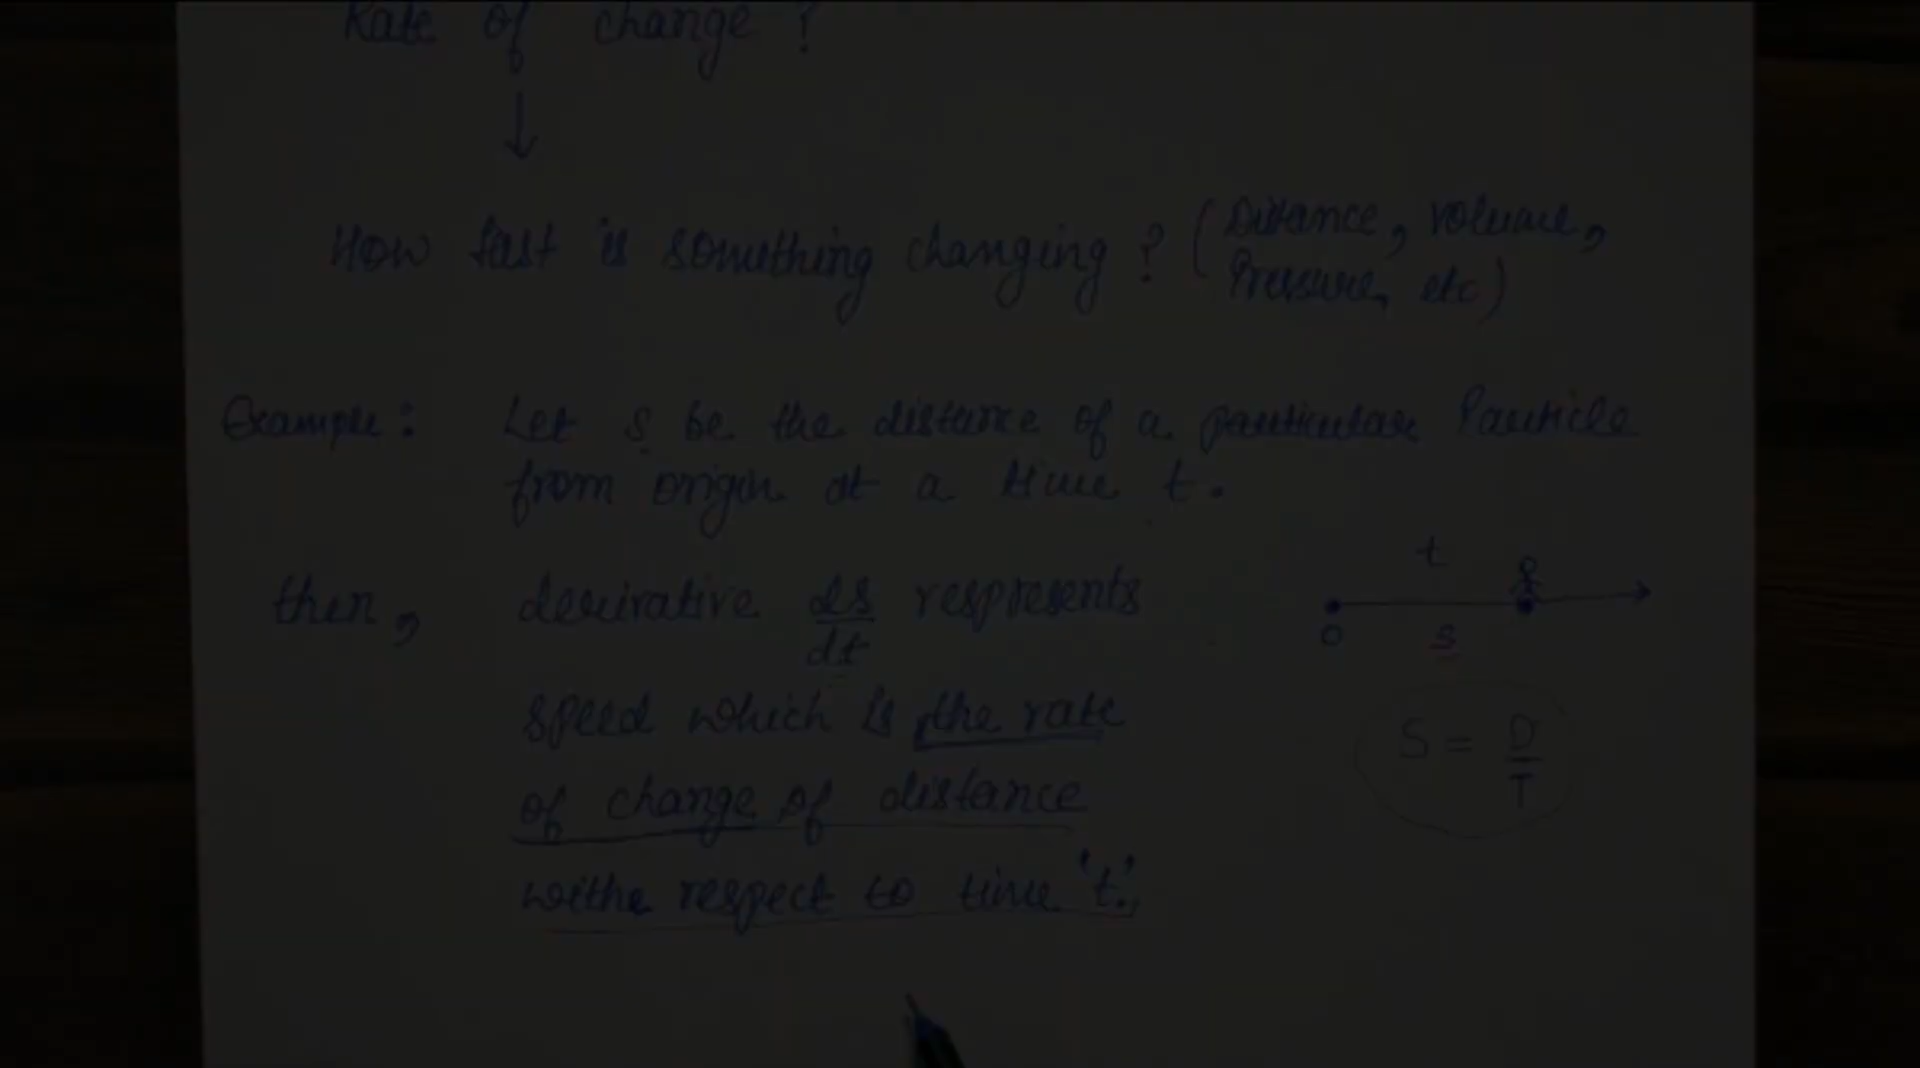 Rate of change ?
↓
How fast is something changing ? (Distance, volume,
Pressure, etc)
Example : Let s be the distance of a particular Particle
from origin at a time t.
then, derivative ds/dt respresents
speed which is the rate
of change of distance
withe respect to time 't'.
t
O s
S = D/T